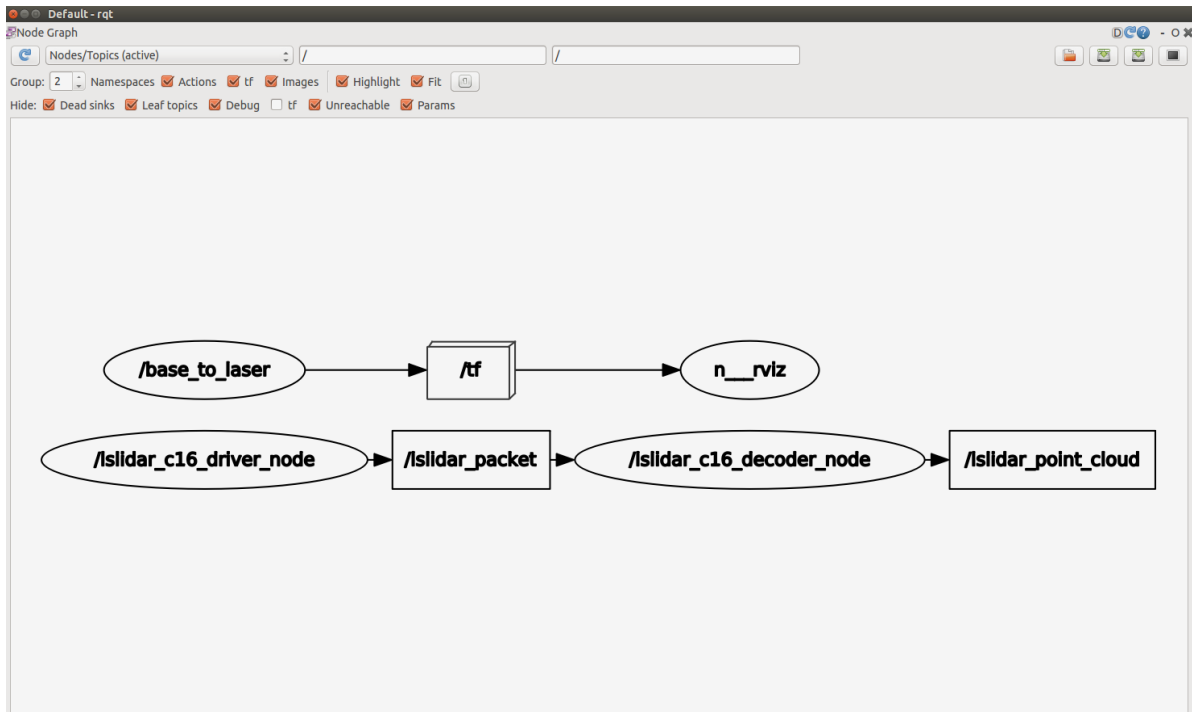 Default - rqt
Node Graph
D - O
Nodes/Topics (active) / /
Group: 2 Namespaces Actions tf Images Highlight Fit
Hide: Dead sinks Leaf topics Debug tf Unreachable Params
/base_to_laser /tf n___rviz
/lslidar_c16_driver_node /lslidar_packet /lslidar_c16_decoder_node /lslidar_point_cloud